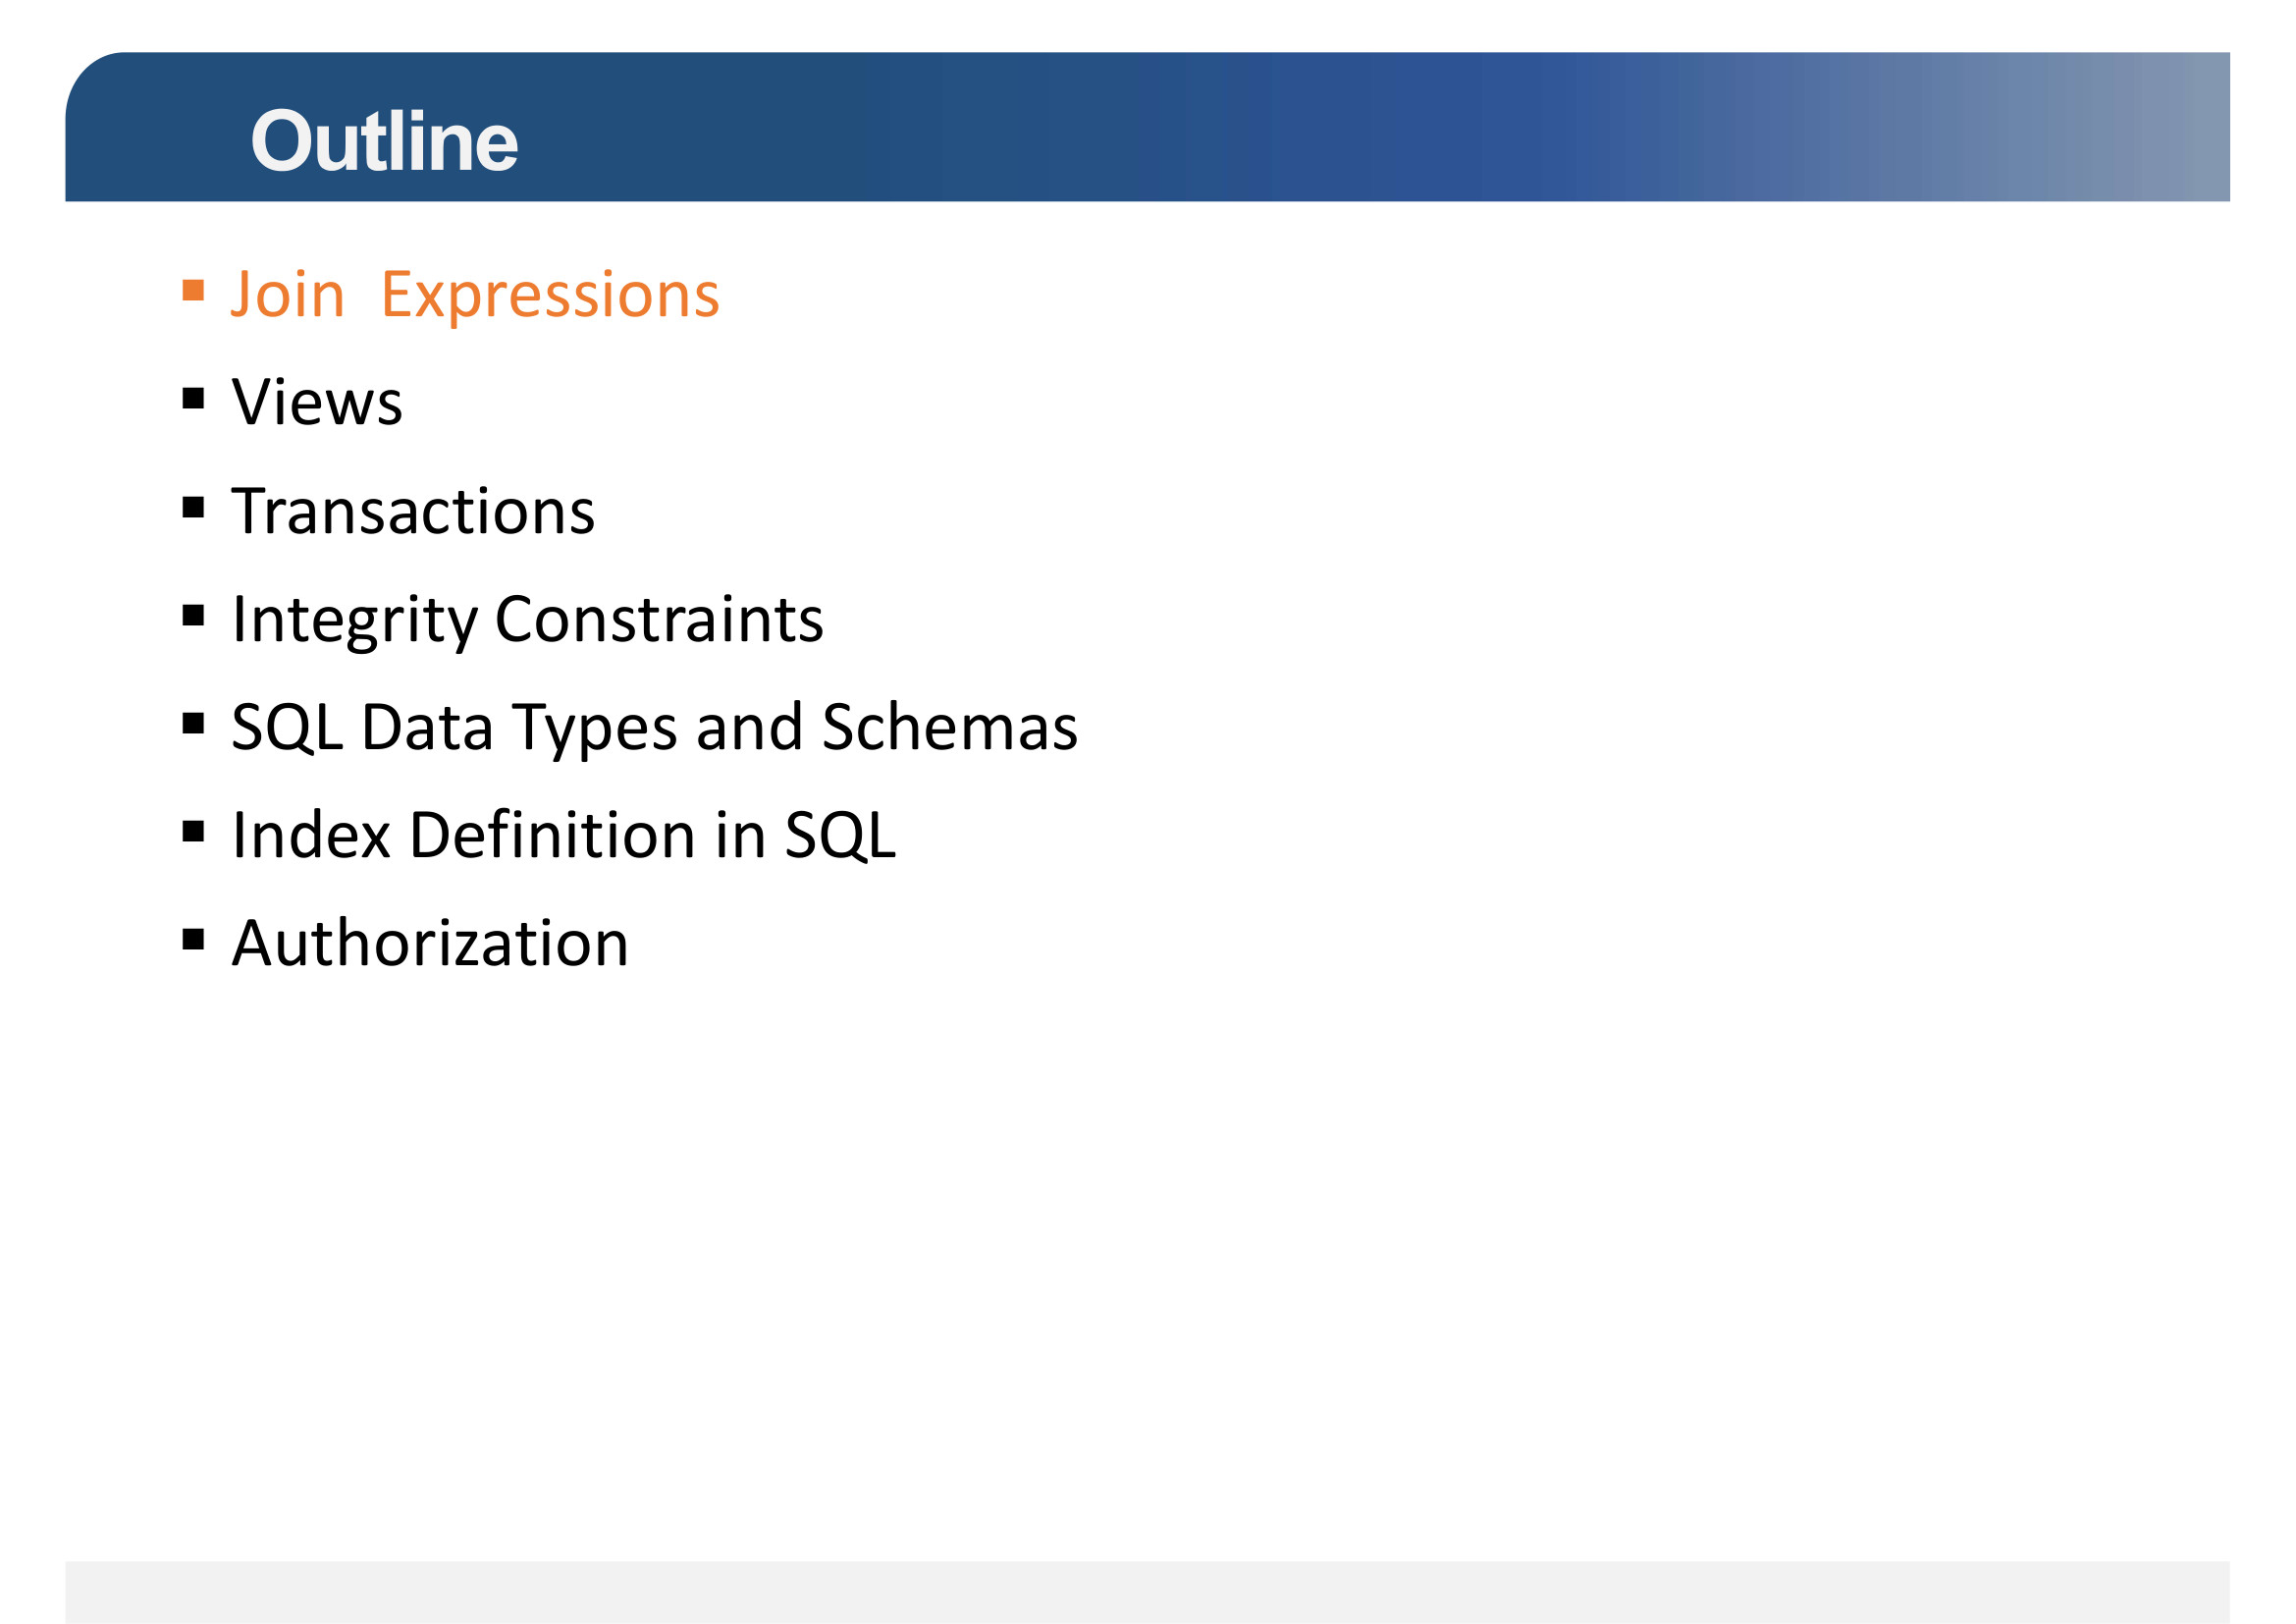 Outline
Join Expressions
Views
Transactions
Integrity Constraints
SQL Data Types and Schemas
Index Definition in SQL
Authorization